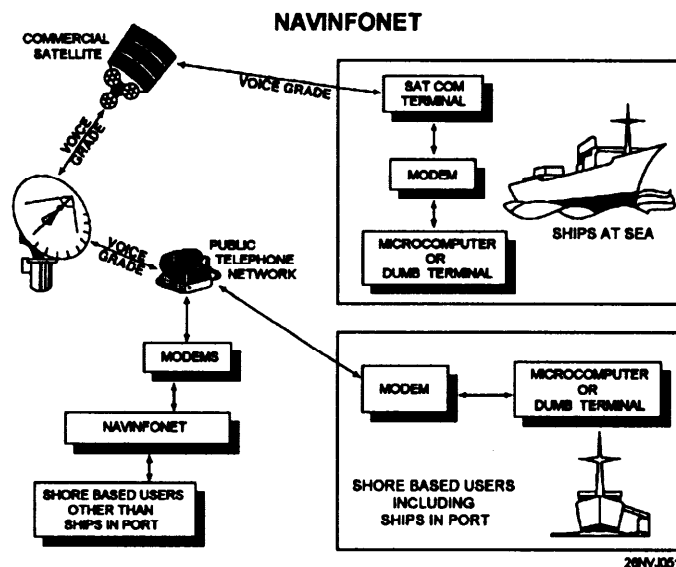 NAVINFONET
COMMERCIAL
SATELLITE
VOICE GRADE
VOICE
GRADE
VOICE
GRADE
PUBLIC
TELEPHONE
NETWORK
MODEMS
NAVINFONET
SHORE BASED USERS
OTHER THAN
SHIPS IN PORT
SAT COM
TERMINAL
MODEM
MICROCOMPUTER
OR
DUMB TERMINAL
SHIPS AT SEA
MODEM
MICROCOMPUTER
OR
DUMB TERMINAL
SHORE BASED USERS
INCLUDING
SHIPS IN PORT
26NVJ051